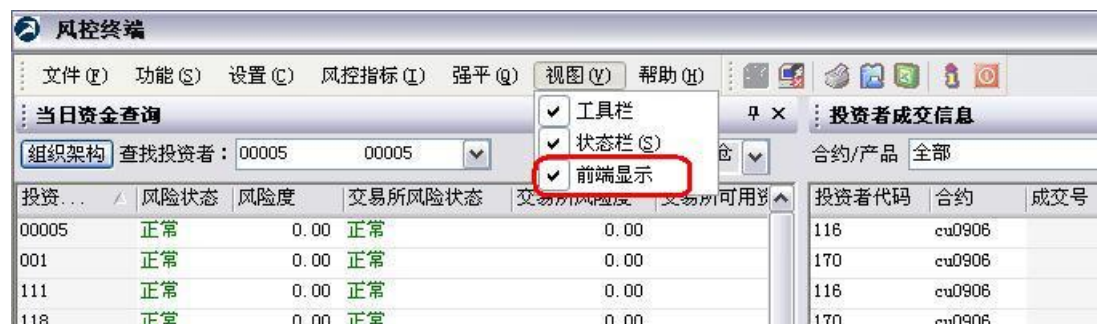 风控终端
文件(F) 功能(S) 设置(C) 风控指标(I) 强平(Q) 视图(V) 帮助(H)
工具栏
状态栏(S)
前端显示
当日资金查询
组织架构 查找投资者: 00005 00005 仓
投资... 风险状态 风险度 交易所风险状态 交易所风险度 交易所可用资
00005 正常 0.00 正常 0.00
001 正常 0.00 正常 0.00
111 正常 0.00 正常 0.00
118 正常 0.00 正常 0.00
投资者成交信息
合约/产品 全部
投资者代码 合约 成交号
116 cu0906
170 cu0906
116 cu0906
170 cu0906